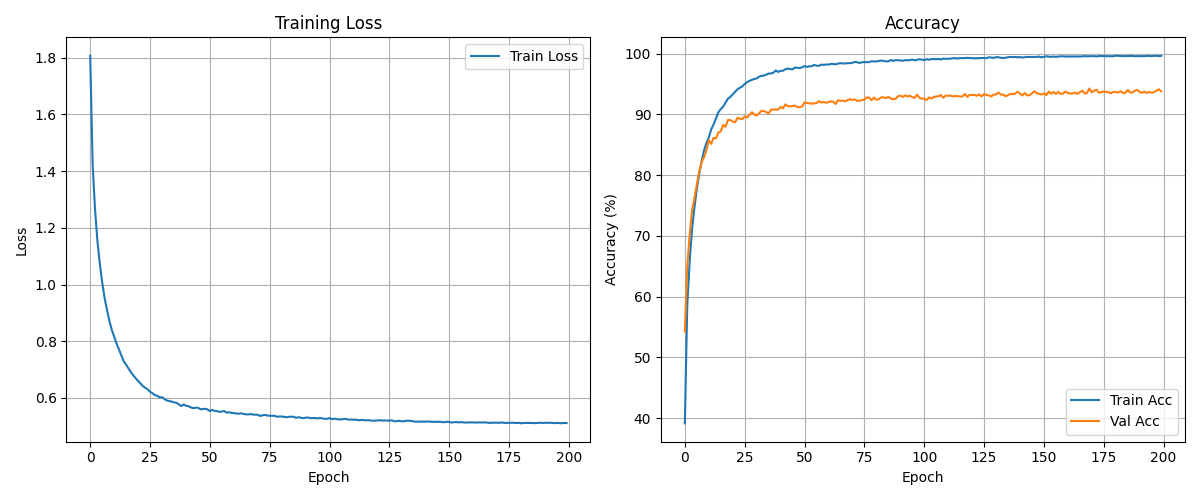 Training Loss
Train Loss
1.8
1.6
1.4
1.2
1.0
0.8
0.6
Loss
0 25 50 75 100 125 150 175 200
Epoch
Accuracy
100
90
80
70
60
50
40
Accuracy (%)
Train Acc
Val Acc
0 25 50 75 100 125 150 175 200
Epoch